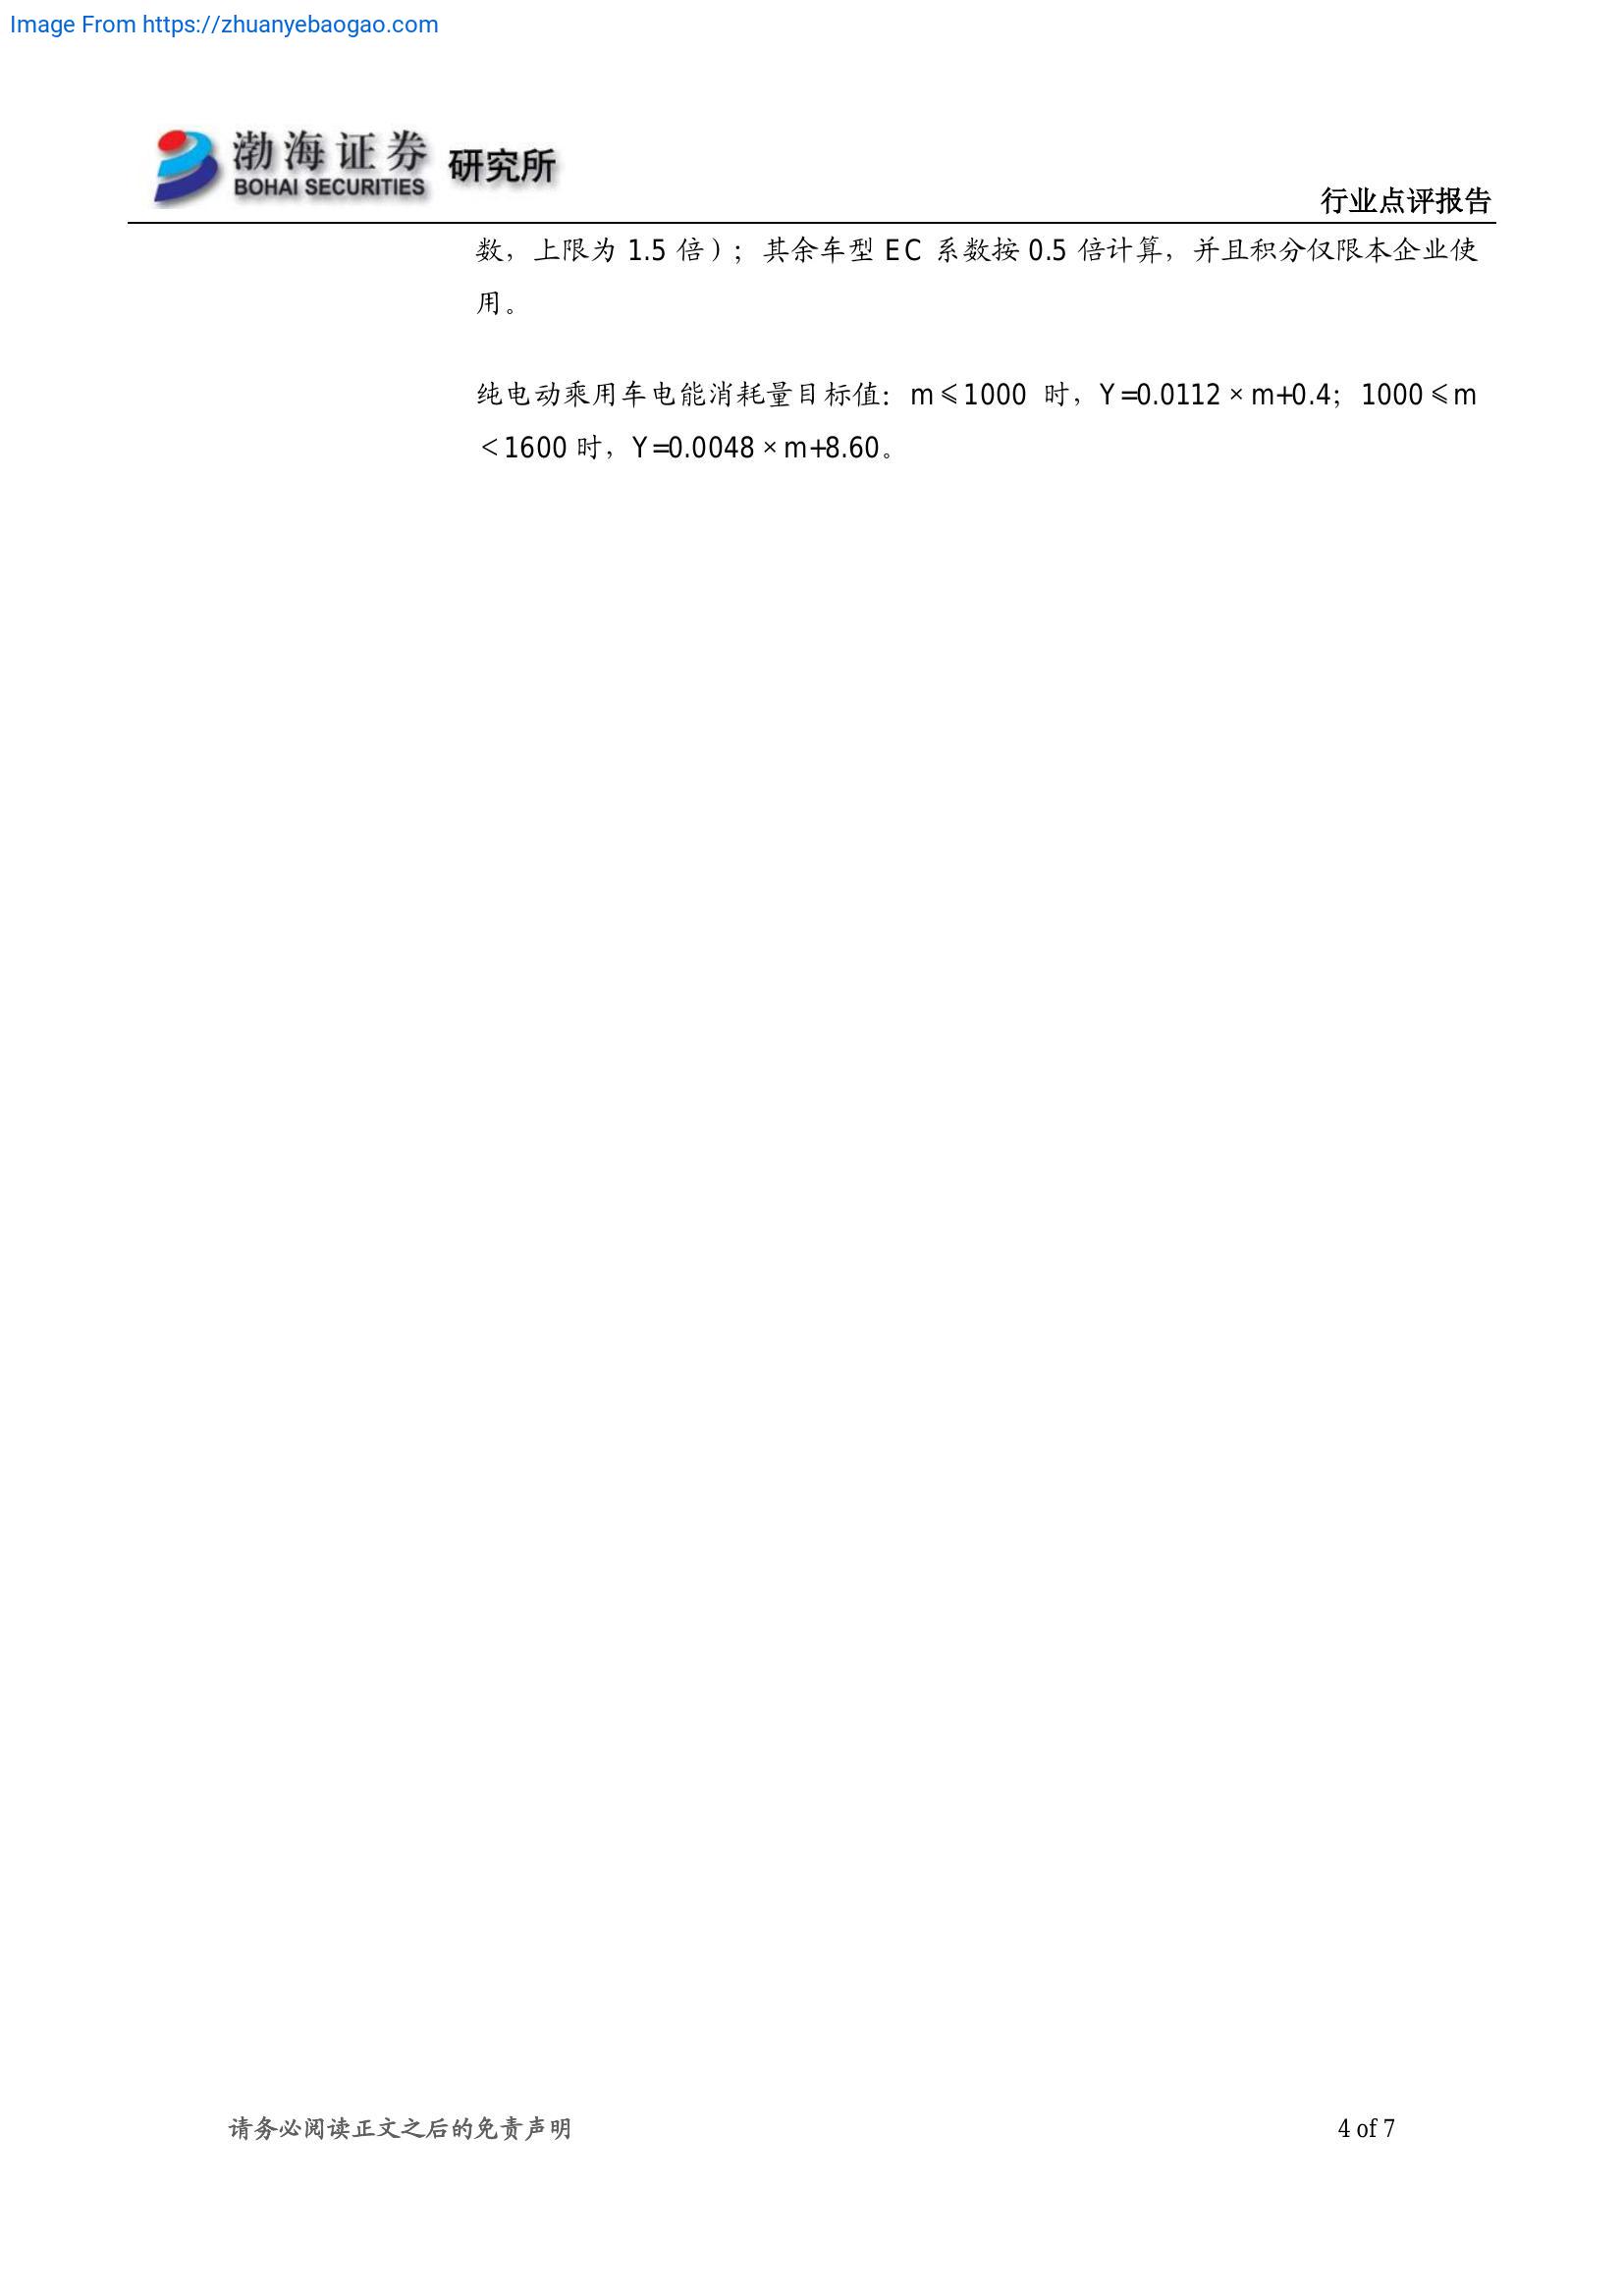 Image From https://zhuanyebaogao.com
渤海证券 研究所
BOHAI SECURITIES
行业点评报告
数，上限为 1.5 倍）；其余车型 EC 系数按 0.5 倍计算，并且积分仅限本企业使
用。
纯电动乘用车电能消耗量目标值：m≤1000 时，Y=0.0112×m+0.4；1000≤m
＜1600 时，Y=0.0048×m+8.60。
请务必阅读正文之后的免责声明
4 of 7